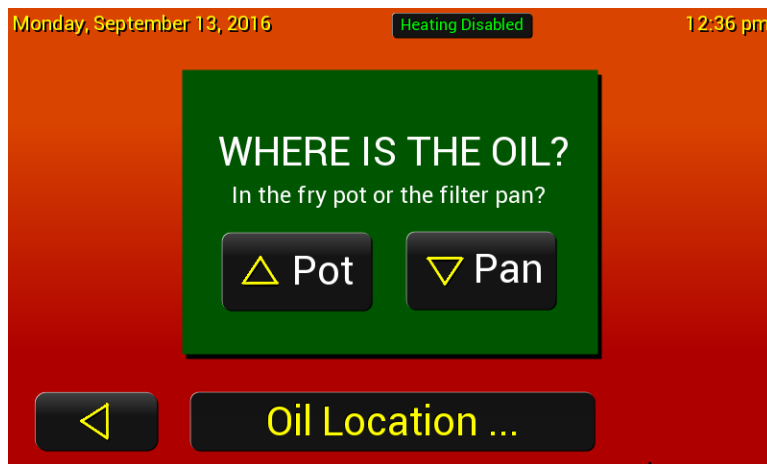 Monday, September 13, 2016 Heating Disabled 12:36 pm
WHERE IS THE OIL?
In the fry pot or the filter pan?
Pot Pan
Oil Location ...